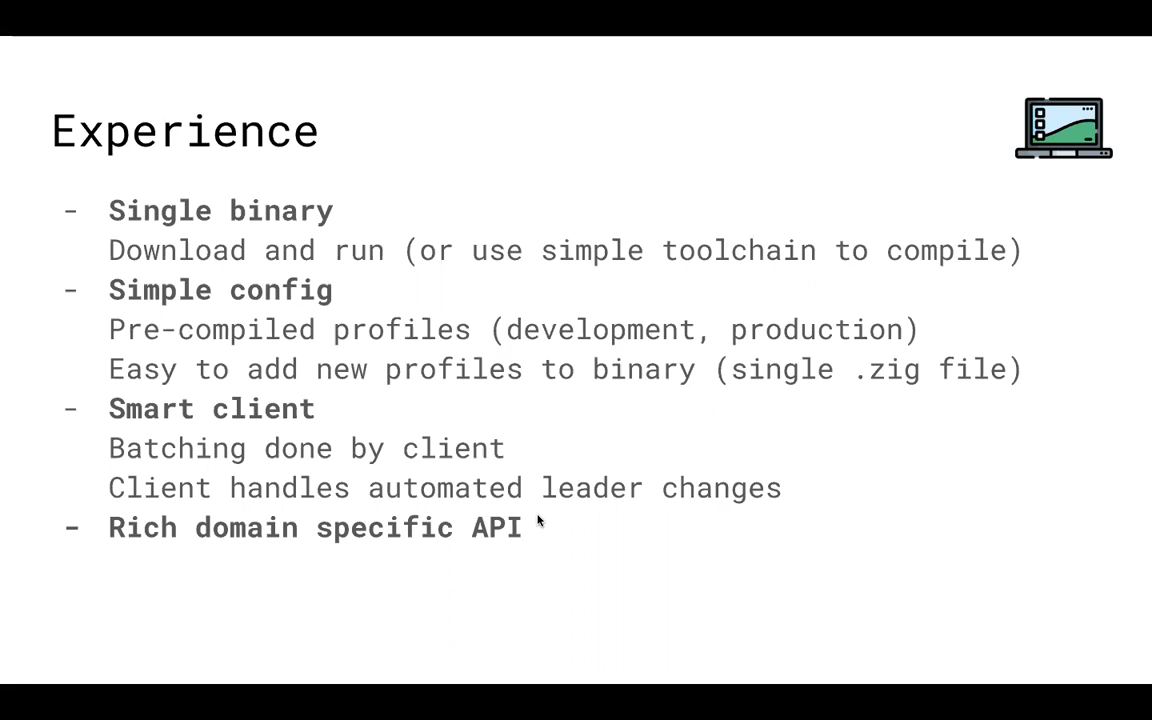 Experience
- Single binary
Download and run (or use simple toolchain to compile)
- Simple config
Pre-compiled profiles (development, production)
Easy to add new profiles to binary (single .zig file)
- Smart client
Batching done by client
Client handles automated leader changes
- Rich domain specific API